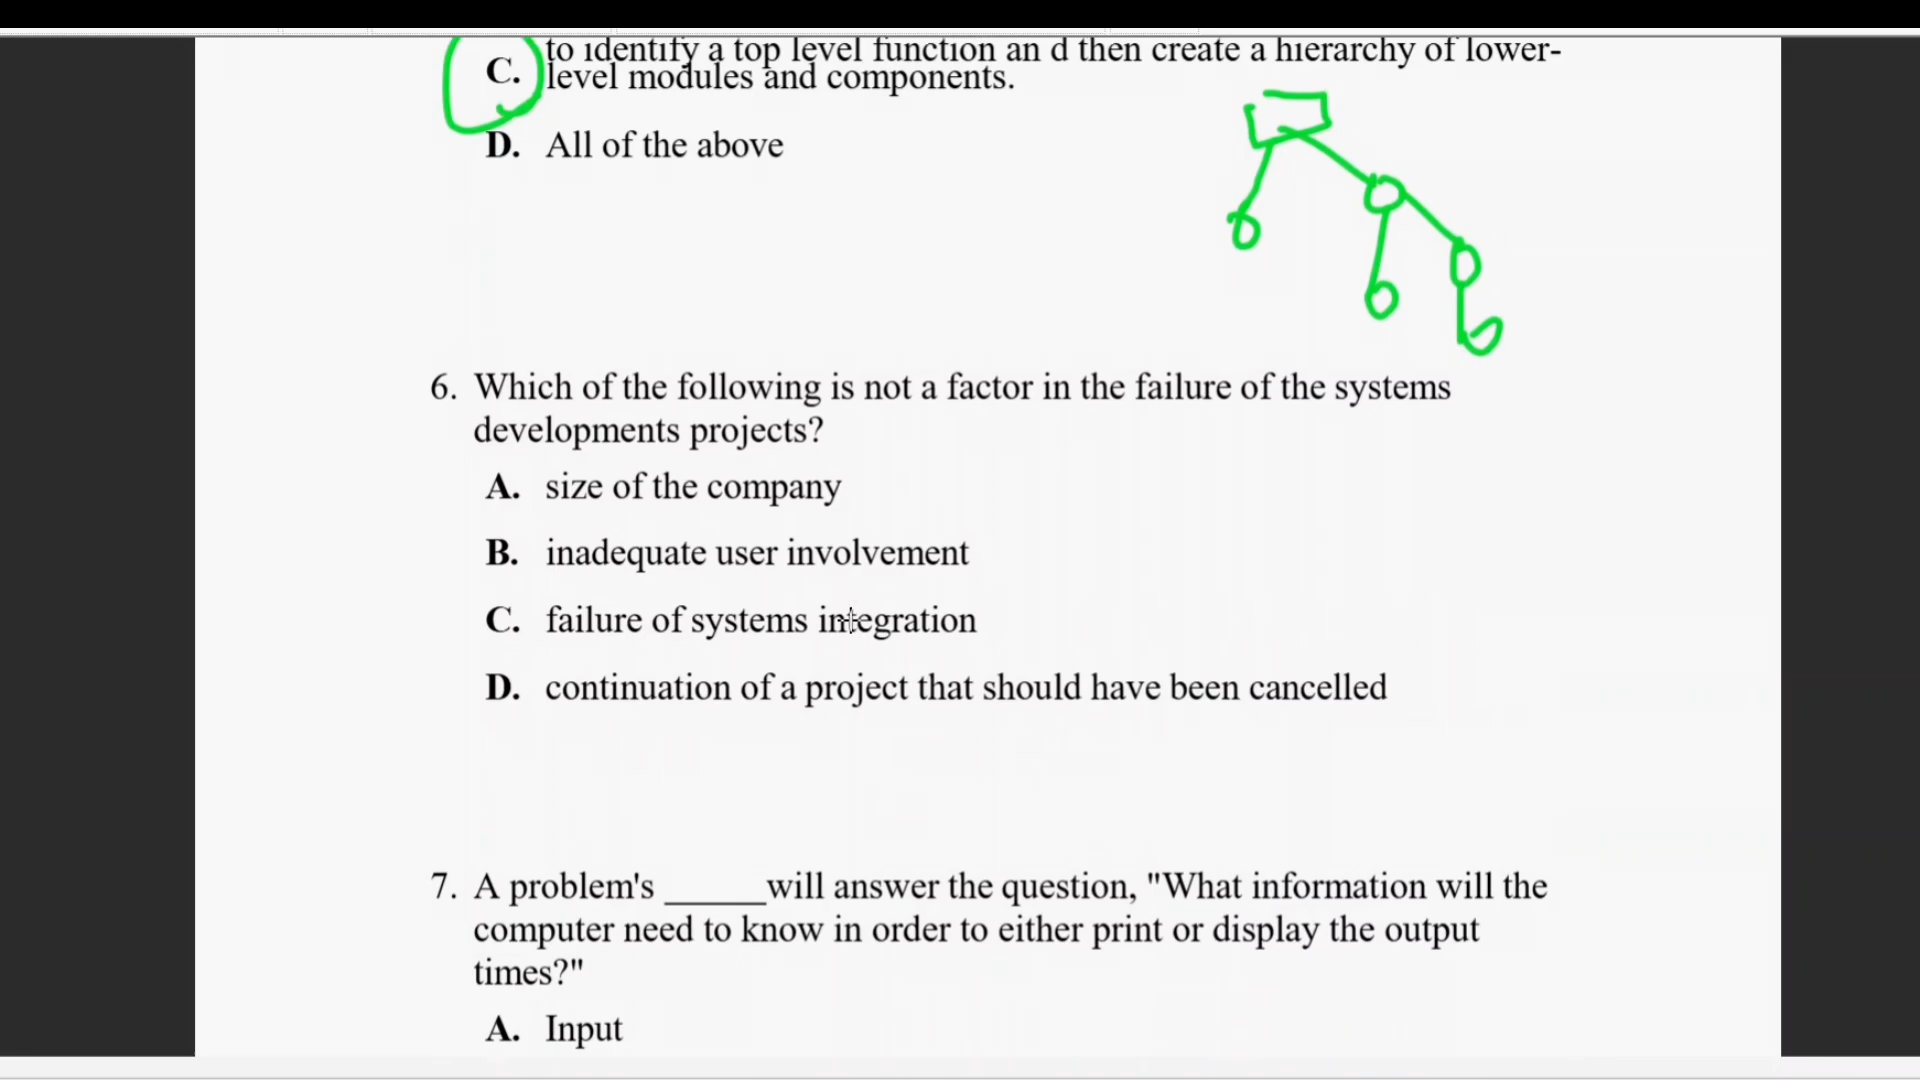 to identify a top level function an d then create a hierarchy of lower-
C. level modules and components.
D. All of the above
6. Which of the following is not a factor in the failure of the systems
developments projects?
A. size of the company
B. inadequate user involvement
C. failure of systems integration
D. continuation of a project that should have been cancelled
7. A problem's _____will answer the question, "What information will the
computer need to know in order to either print or display the output
times?"
A. Input